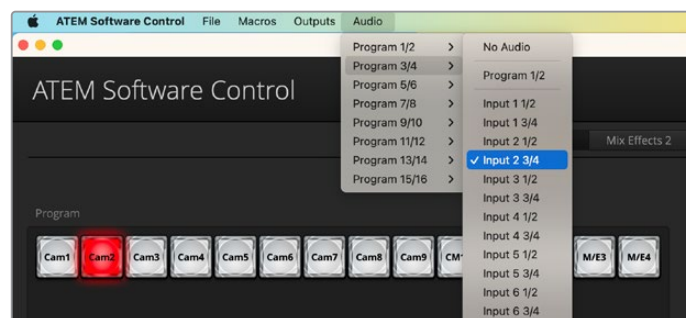 ATEM Software Control File Macros Outputs Audio
Program 1/2 > No Audio
Program 3/4 > Program 1/2
Program 5/6 >
Program 7/8 > Input 1 1/2
Program 9/10 > Input 1 3/4
Program 11/12 > Input 2 1/2
Program 13/14 > ✓ Input 2 3/4
Program 15/16 > Input 3 1/2
Input 3 3/4
Input 4 1/2
Input 4 3/4
Input 5 1/2
Input 5 3/4
Input 6 1/2
Input 6 3/4
ATEM Software Control
Mix Effects 2
Program
Cam1 Cam2 Cam3 Cam4 Cam5 Cam6 Cam7 Cam8 Cam9 M/E3 M/E4